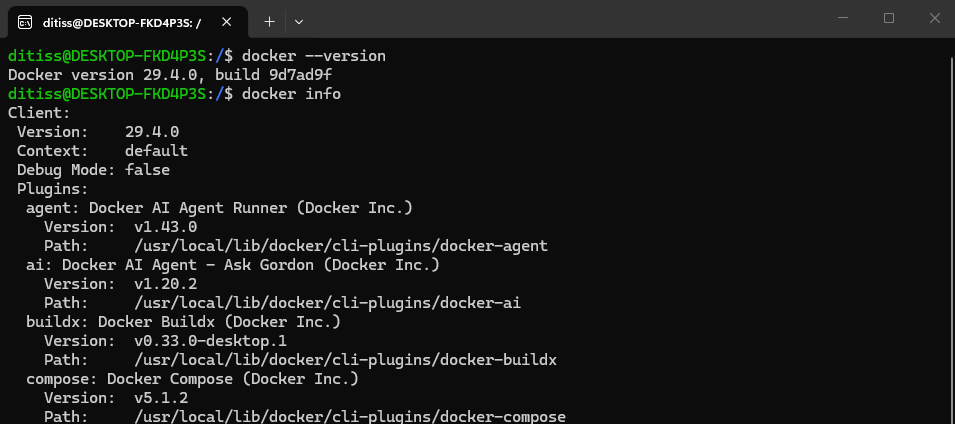 ditiss@DESKTOP-FKD4P3S: /
ditiss@DESKTOP-FKD4P3S:/$ docker --version
Docker version 29.4.0, build 9d7ad9f
ditiss@DESKTOP-FKD4P3S:/$ docker info
Client:
 Version:    29.4.0
 Context:    default
 Debug Mode: false
 Plugins:
  agent: Docker AI Agent Runner (Docker Inc.)
    Version:  v1.43.0
    Path:     /usr/local/lib/docker/cli-plugins/docker-agent
  ai: Docker AI Agent - Ask Gordon (Docker Inc.)
    Version:  v1.20.2
    Path:     /usr/local/lib/docker/cli-plugins/docker-ai
  buildx: Docker Buildx (Docker Inc.)
    Version:  v0.33.0-desktop.1
    Path:     /usr/local/lib/docker/cli-plugins/docker-buildx
  compose: Docker Compose (Docker Inc.)
    Version:  v5.1.2
    Path:     /usr/local/lib/docker/cli-plugins/docker-compose